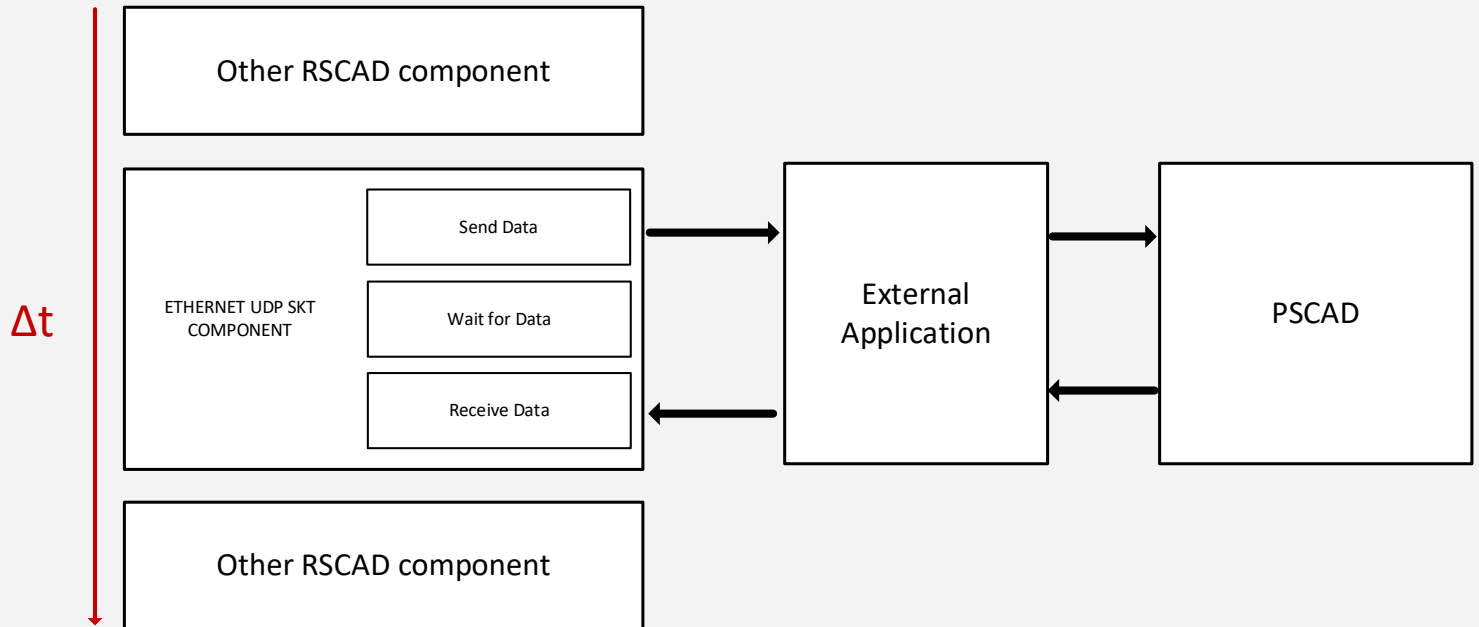 Other RSCAD component
Δt
ETHERNET UDP SKT
COMPONENT
Send Data
Wait for Data
Receive Data
External
Application
PSCAD
Other RSCAD component